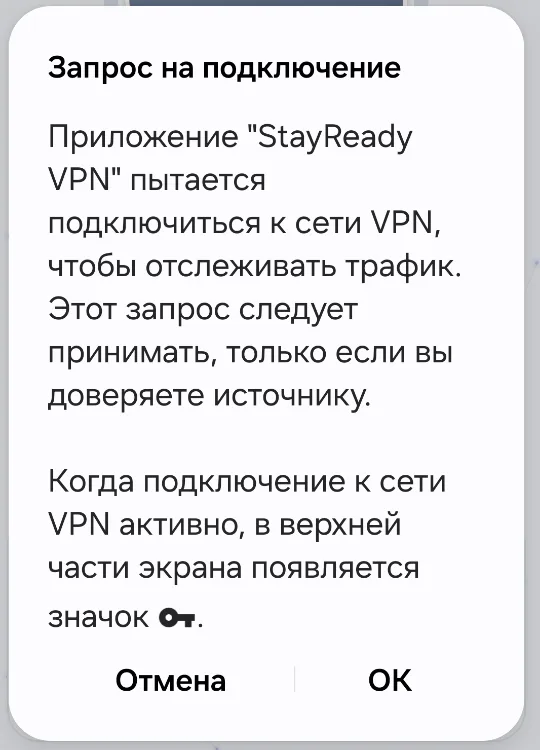 Запрос на подключение
Приложение "StayReady
VPN" пытается
подключиться к сети VPN,
чтобы отслеживать трафик.
Этот запрос следует
принимать, только если вы
доверяете источнику.
Когда подключение к сети
VPN активно, в верхней
части экрана появляется
значок .
Отмена ОК